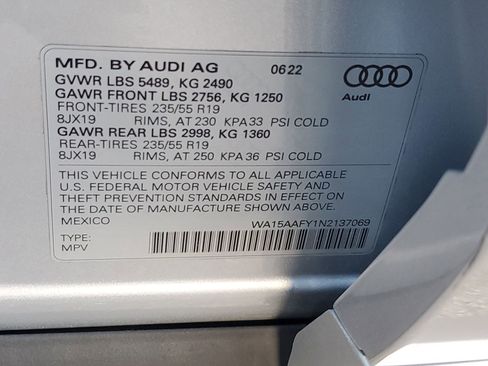 MFD. BY AUDI AG 06 22
GVWR LBS 5489, KG 2490
GAWR FRONT LBS 2756, KG 1250
FRONT-TIRES 235/55 R19
8JX19 RIMS, AT 230 KPA 33 PSI COLD
GAWR REAR LBS 2998, KG 1360
REAR-TIRES 235/55 R19
8JX19 RIMS, AT 250 KPA 36 PSI COLD
Audi
THIS VEHICLE CONFORMS TO ALL APPLICABLE
U.S. FEDERAL MOTOR VEHICLE SAFETY AND
THEFT PREVENTION STANDARDS IN EFFECT ON
THE DATE OF MANUFACTURE SHOWN ABOVE.
MEXICO WA15AAFY1N2137069
TYPE:
MPV